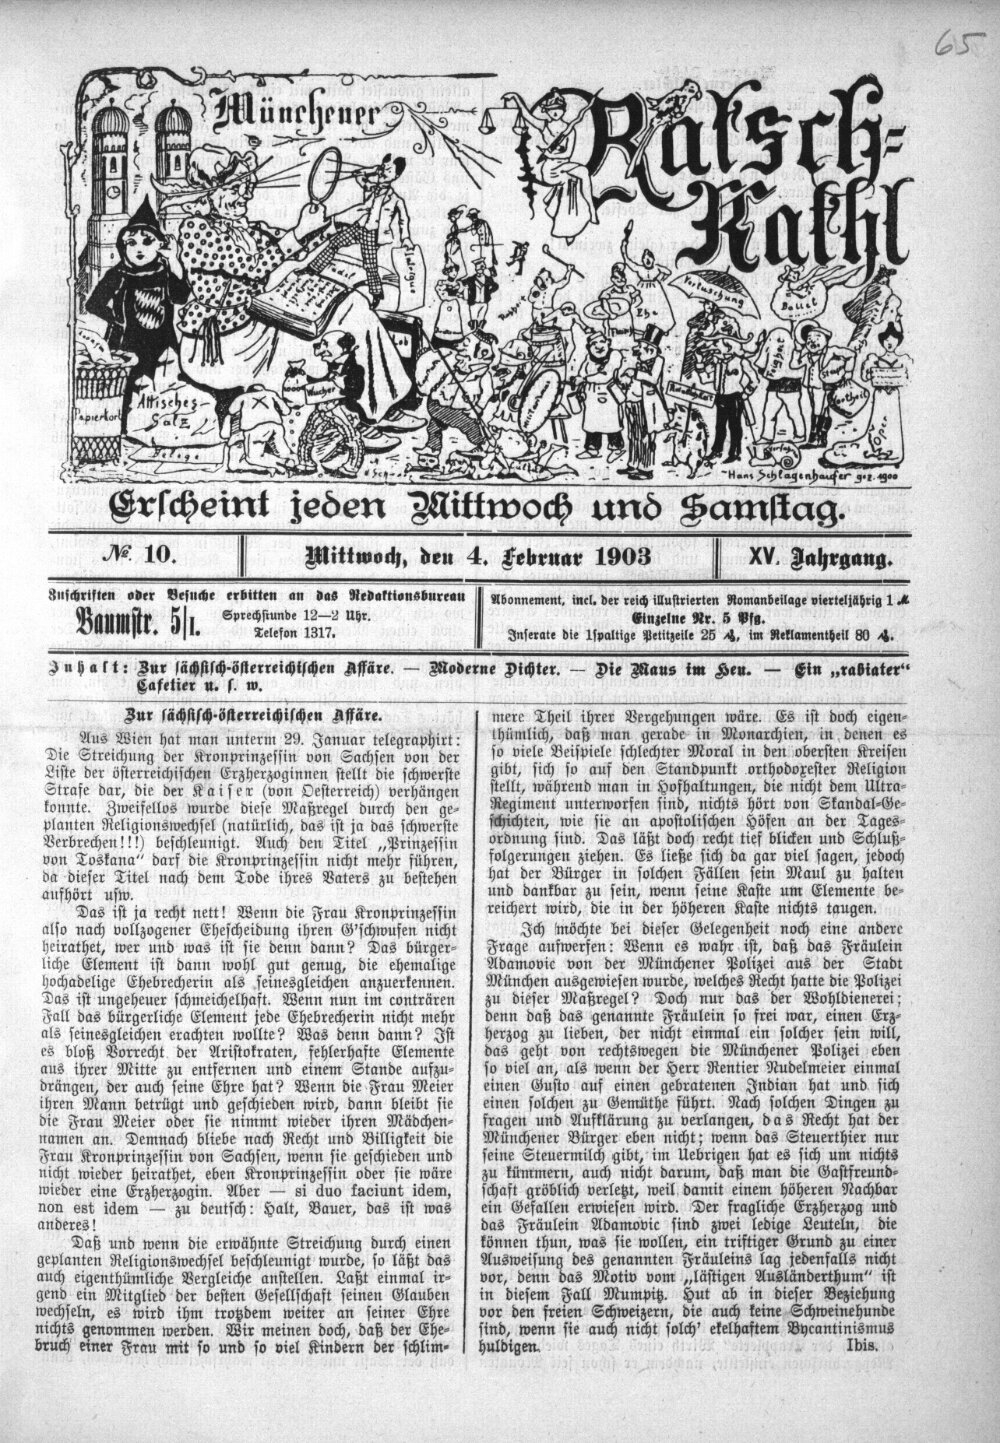 65
Münchener
Ratsch-
Kathl
Tadel
Intrigue
Lob
Wucher
Attisches
Salz
Papierkorb
Vertuschung
Ballet
Ehe
Hans Schlagenhaufer gez. 1900
Erscheint jeden Mittwoch und Samstag.
№ 10.
Mittwoch, den 4. Februar 1903
XV. Jahrgang.
Zuschriften oder Besuche erbitten an das Redaktionsbureau
Baumstr. 5/I.
Sprechstunde 12—2 Uhr.
Telefon 1317.
Abonnement, incl. der reich illustrierten Romanbeilage vierteljährig 1 ℳ
Einzelne Nr. 5 Pfg.
Inserate die 1spaltige Petitzeile 25 ₰, im Reklamentheil 80 ₰.
Inhalt: Zur sächsisch-österreichischen Affäre. — Moderne Dichter. — Die Maus im Heu. — Ein „rabiater"
Cafetier u. s. w.
Zur sächsisch-österreichischen Affäre.
Aus Wien hat man unterm 29. Januar telegraphirt:
Die Streichung der Kronprinzessin von Sachsen von der
Liste der österreichischen Erzherzoginnen stellt die schwerste
Strafe dar, die der Kaiser (von Oesterreich) verhängen
konnte. Zweifellos wurde diese Maßregel durch den ge-
planten Religionswechsel (natürlich, das ist ja das schwerste
Verbrechen!!!) beschleunigt. Auch den Titel „Prinzessin
von Toskana" darf die Kronprinzessin nicht mehr führen,
da dieser Titel nach dem Tode ihres Vaters zu bestehen
aufhört usw.
Das ist ja recht nett! Wenn die Frau Kronprinzessin
also nach vollzogener Ehescheidung ihren G'schwufen nicht
heirathet, wer und was ist sie denn dann? Das bürger-
liche Element ist dann wohl gut genug, die ehemalige
hochadelige Ehebrecherin als seinesgleichen anzuerkennen.
Das ist ungeheuer schmeichelhaft. Wenn nun im conträren
Fall das bürgerliche Element jede Ehebrecherin nicht mehr
als seinesgleichen erachten wollte? Was denn dann? Ist
es bloß Vorrecht der Aristokraten, fehlerhafte Elemente
aus ihrer Mitte zu entfernen und einem Stande aufzu-
drängen, der auch seine Ehre hat? Wenn die Frau Meier
ihren Mann betrügt und geschieden wird, dann bleibt sie
die Frau Meier oder sie nimmt wieder ihren Mädchen-
namen an. Demnach bliebe nach Recht und Billigkeit die
Frau Kronprinzessin von Sachsen, wenn sie geschieden und
nicht wieder heirathet, eben Kronprinzessin oder sie wäre
wieder eine Erzherzogin. Aber — si duo faciunt idem,
non est idem — zu deutsch: Halt, Bauer, das ist was
anderes!
Daß und wenn die erwähnte Streichung durch einen
geplanten Religionswechsel beschleunigt wurde, so läßt das
auch eigenthümliche Vergleiche anstellen. Laßt einmal ir-
gend ein Mitglied der besten Gesellschaft seinen Glauben
wechseln, es wird ihm trotzdem weiter an seiner Ehre
nichts genommen werden. Wir meinen doch, daß der Ehe-
bruch einer Frau mit so und so viel Kindern der schlim-
mere Theil ihrer Vergehungen wäre. Es ist doch eigen-
thümlich, daß man gerade in Monarchien, in denen es
so viele Beispiele schlechter Moral in den obersten Kreisen
gibt, sich so auf den Standpunkt orthodoxester Religion
stellt, während man in Hofhaltungen, die nicht dem Ultra-
Regiment unterworfen sind, nichts hört von Skandal-Ge-
schichten, wie sie an apostolischen Höfen an der Tages-
ordnung sind. Das läßt doch recht tief blicken und Schluß-
folgerungen ziehen. Es ließe sich da gar viel sagen, jedoch
hat der Bürger in solchen Fällen sein Maul zu halten
und dankbar zu sein, wenn seine Kaste um Elemente be-
reichert wird, die in der höheren Kaste nichts taugen.
Ich möchte bei dieser Gelegenheit noch eine andere
Frage aufwerfen: Wenn es wahr ist, daß das Fräulein
Adamovic von der Münchener Polizei aus der Stadt
München ausgewiesen wurde, welches Recht hatte die Polizei
zu dieser Maßregel? Doch nur das der Wohldienerei;
denn daß das genannte Fräulein so frei war, einen Erz-
herzog zu lieben, der nicht einmal ein solcher sein will,
das geht von rechtswegen die Münchener Polizei eben
so viel an, als wenn der Herr Rentier Nudelmeier einmal
einen Gusto auf einen gebratenen Indian hat und sich
einen solchen zu Gemüthe führt. Nach solchen Dingen zu
fragen und Aufklärung zu verlangen, das Recht hat der
Münchener Bürger eben nicht; wenn das Steuerthier nur
seine Steuermilch gibt, im Uebrigen hat es sich um nichts
zu kümmern, auch nicht darum, daß man die Gastfreund-
schaft gröblich verletzt, weil damit einem höheren Nachbar
ein Gefallen erwiesen wird. Der fragliche Erzherzog und
das Fräulein Adamovic sind zwei ledige Leuteln, die
können thun, was sie wollen, ein triftiger Grund zu einer
Ausweisung des genannten Fräuleins lag jedenfalls nicht
vor, denn das Motiv vom „lästigen Ausländerthum" ist
in diesem Fall Mumpitz. Hut ab in dieser Beziehung
vor den freien Schweizern, die auch keine Schweinehunde
sind, wenn sie auch nicht solch' ekelhaftem Bycantinismus
huldigen.
Ibis.